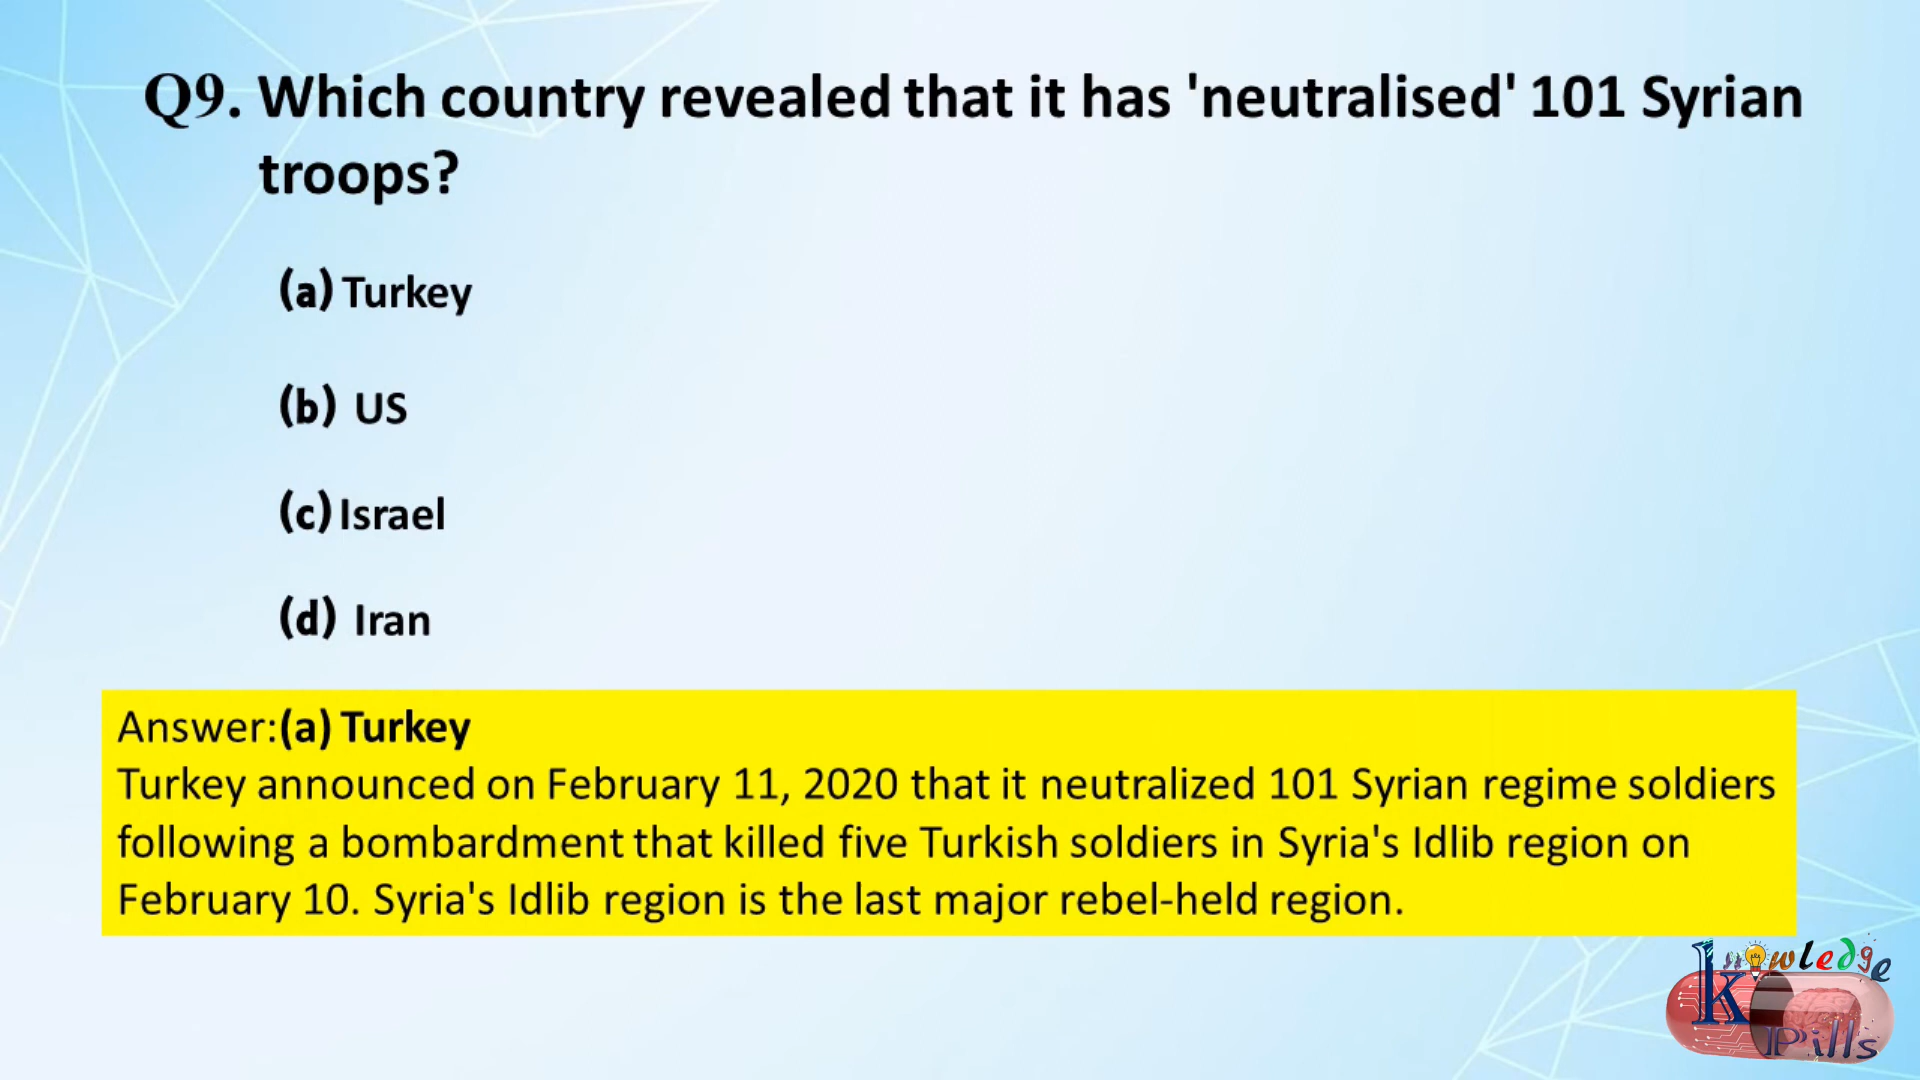 Q9. Which country revealed that it has 'neutralised' 101 Syrian
troops?
(a) Turkey
(b) US
(c) Israel
(d) Iran
Answer:(a) Turkey
Turkey announced on February 11, 2020 that it neutralized 101 Syrian regime soldiers
following a bombardment that killed five Turkish soldiers in Syria's Idlib region on
February 10. Syria's Idlib region is the last major rebel-held region.
Knowledge
Pills